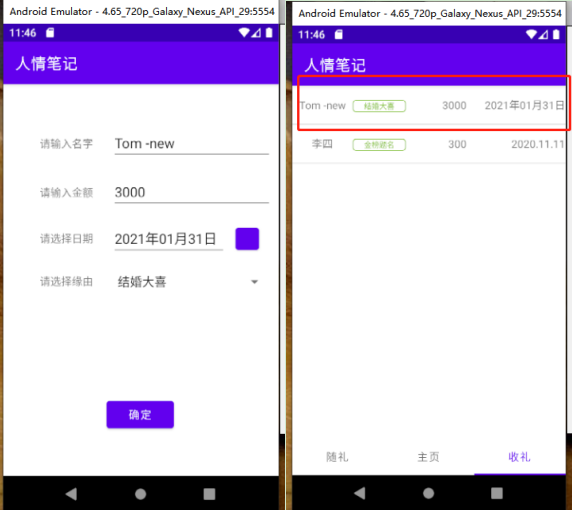 Android Emulator - 4.65_720p_Galaxy_Nexus_API_29:5554
11:46
人情笔记
请输入名字 Tom -new
请输入金额 3000
请选择日期 2021年01月31日
请选择缘由 结婚大喜
确定
Android Emulator - 4.65_720p_Galaxy_Nexus_API_29:5554
11:46
人情笔记
Tom -new 结婚大喜 3000 2021年01月31日
李四 金榜题名 300 2020.11.11
随礼 主页 收礼